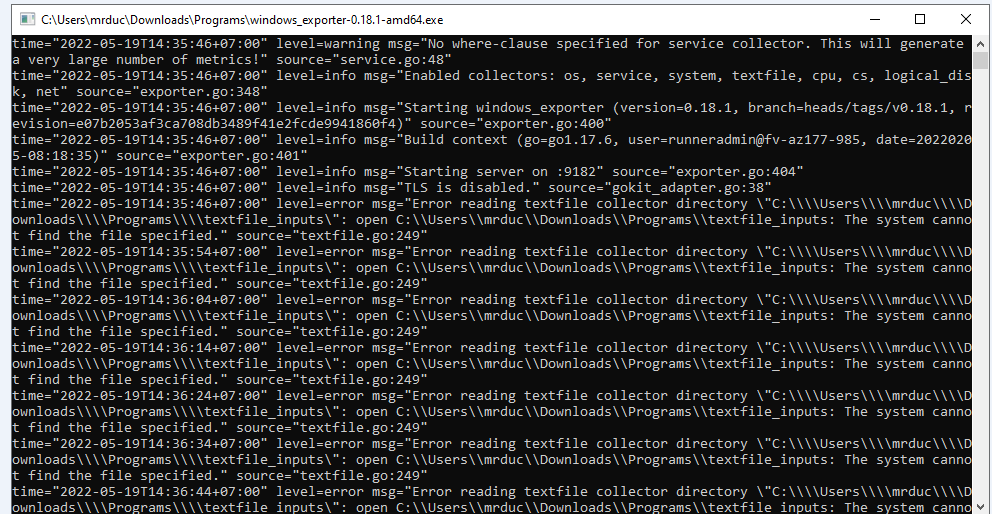 C:\Users\mrduc\Downloads\Programs\windows_exporter-0.18.1-amd64.exe
time="2022-05-19T14:35:46+07:00" level=warning msg="No where-clause specified for service collector. This will generate
a very large number of metrics!" source="service.go:48"
time="2022-05-19T14:35:46+07:00" level=info msg="Enabled collectors: os, service, system, textfile, cpu, cs, logical_dis
k, net" source="exporter.go:348"
time="2022-05-19T14:35:46+07:00" level=info msg="Starting windows_exporter (version=0.18.1, branch=heads/tags/v0.18.1, r
evision=e07b2053af3ca708db3489f41e2fcde9941860f4)" source="exporter.go:400"
time="2022-05-19T14:35:46+07:00" level=info msg="Build context (go=go1.17.6, user=runneradmin@fv-az177-985, date=2022020
5-08:18:35)" source="exporter.go:401"
time="2022-05-19T14:35:46+07:00" level=info msg="Starting server on :9182" source="exporter.go:404"
time="2022-05-19T14:35:46+07:00" level=info msg="TLS is disabled." source="gokit_adapter.go:38"
time="2022-05-19T14:35:46+07:00" level=error msg="Error reading textfile collector directory \"C:\\\\Users\\\\mrduc\\\\D
ownloads\\\\Programs\\\\textfile_inputs\": open C:\\Users\\mrduc\\Downloads\\Programs\\textfile_inputs: The system canno
t find the file specified." source="textfile.go:249"
time="2022-05-19T14:35:54+07:00" level=error msg="Error reading textfile collector directory \"C:\\\\Users\\\\mrduc\\\\D
ownloads\\\\Programs\\\\textfile_inputs\": open C:\\Users\\mrduc\\Downloads\\Programs\\textfile_inputs: The system canno
t find the file specified." source="textfile.go:249"
time="2022-05-19T14:36:04+07:00" level=error msg="Error reading textfile collector directory \"C:\\\\Users\\\\mrduc\\\\D
ownloads\\\\Programs\\\\textfile_inputs\": open C:\\Users\\mrduc\\Downloads\\Programs\\textfile_inputs: The system canno
t find the file specified." source="textfile.go:249"
time="2022-05-19T14:36:14+07:00" level=error msg="Error reading textfile collector directory \"C:\\\\Users\\\\mrduc\\\\D
ownloads\\\\Programs\\\\textfile_inputs\": open C:\\Users\\mrduc\\Downloads\\Programs\\textfile_inputs: The system canno
t find the file specified." source="textfile.go:249"
time="2022-05-19T14:36:24+07:00" level=error msg="Error reading textfile collector directory \"C:\\\\Users\\\\mrduc\\\\D
ownloads\\\\Programs\\\\textfile_inputs\": open C:\\Users\\mrduc\\Downloads\\Programs\\textfile_inputs: The system canno
t find the file specified." source="textfile.go:249"
time="2022-05-19T14:36:34+07:00" level=error msg="Error reading textfile collector directory \"C:\\\\Users\\\\mrduc\\\\D
ownloads\\\\Programs\\\\textfile_inputs\": open C:\\Users\\mrduc\\Downloads\\Programs\\textfile_inputs: The system canno
t find the file specified." source="textfile.go:249"
time="2022-05-19T14:36:44+07:00" level=error msg="Error reading textfile collector directory \"C:\\\\Users\\\\mrduc\\\\D
ownloads\\\\Programs\\\\textfile_inputs\": open C:\\Users\\mrduc\\Downloads\\Programs\\textfile_inputs: The system canno